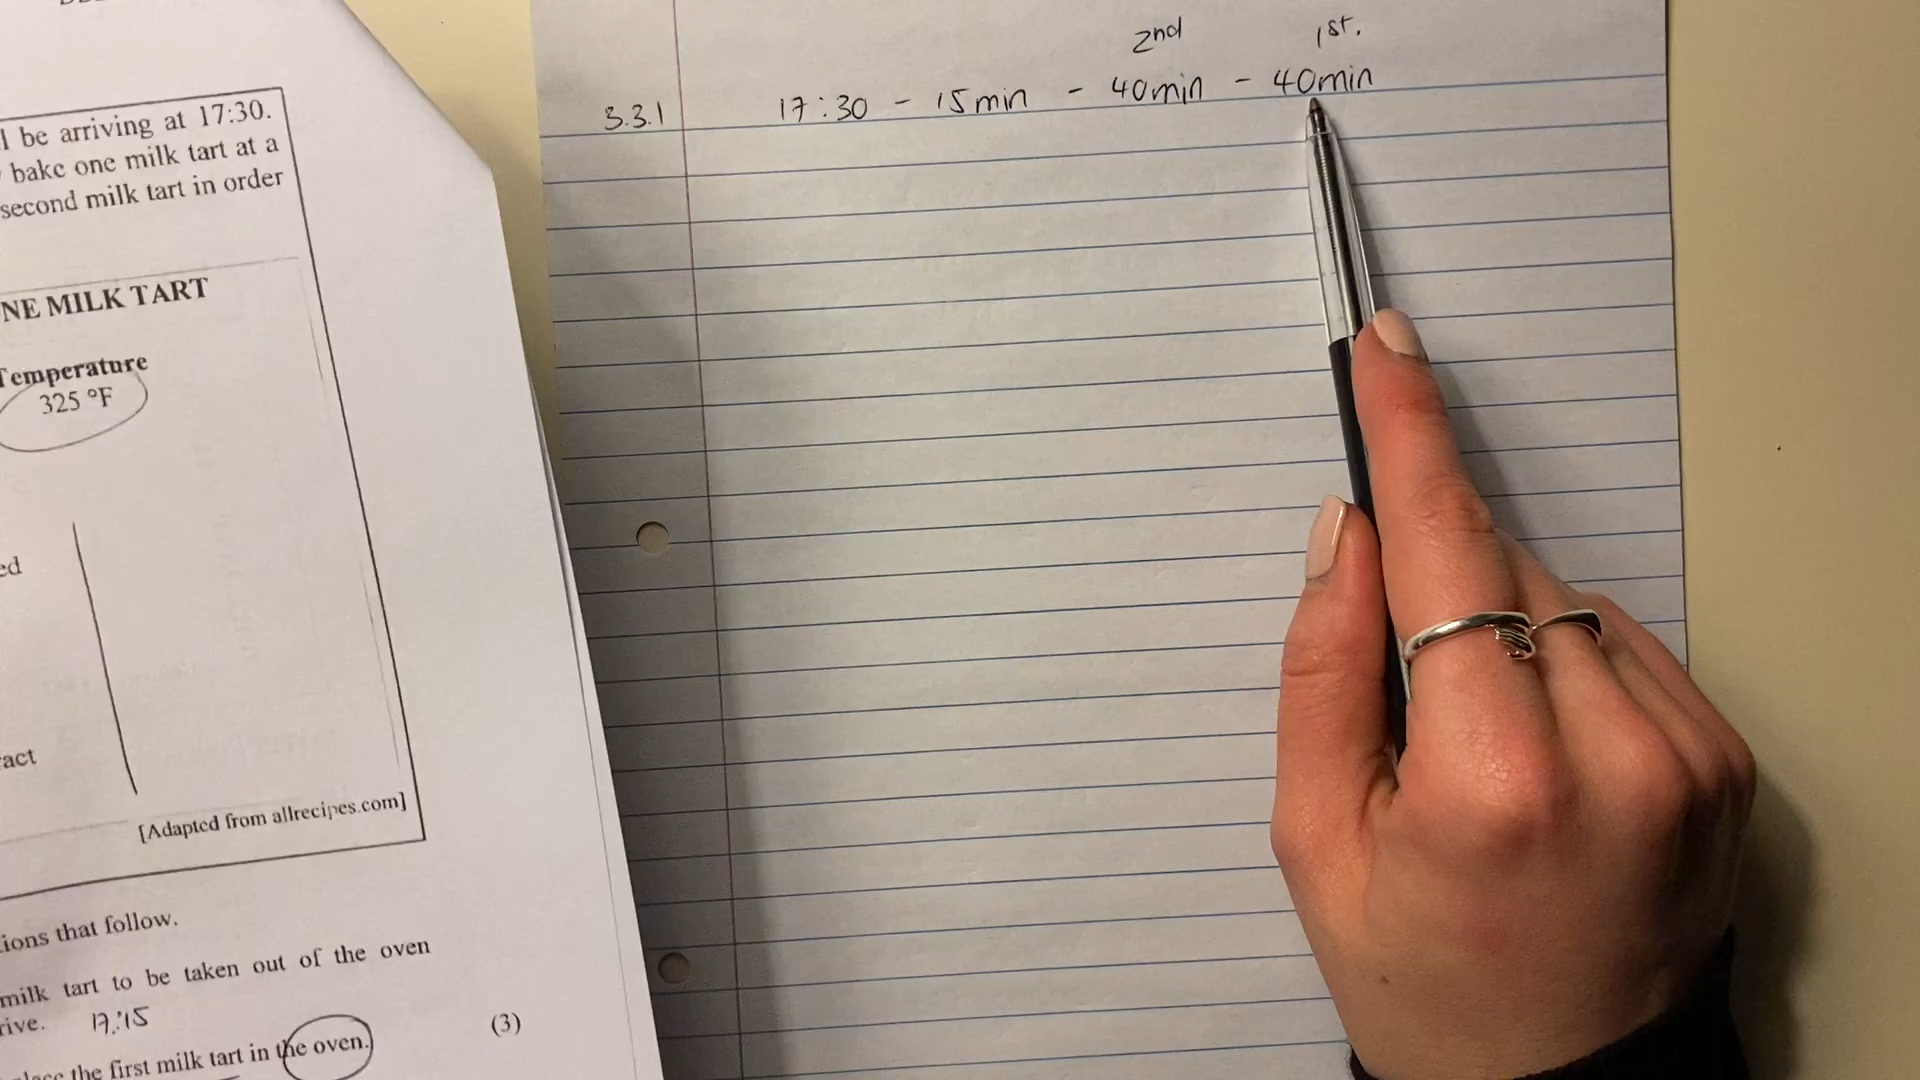 l be arriving at 17:30.
bake one milk tart at a
second milk tart in order
NE MILK TART
Temperature
325 °F
ed
act
[Adapted from allrecipes.com]
ions that follow.
milk tart to be taken out of the oven
rive. 17:15
(3)
lace the first milk tart in the oven.
2nd 1st.
3.3.1 17:30 - 15min - 40min - 40min